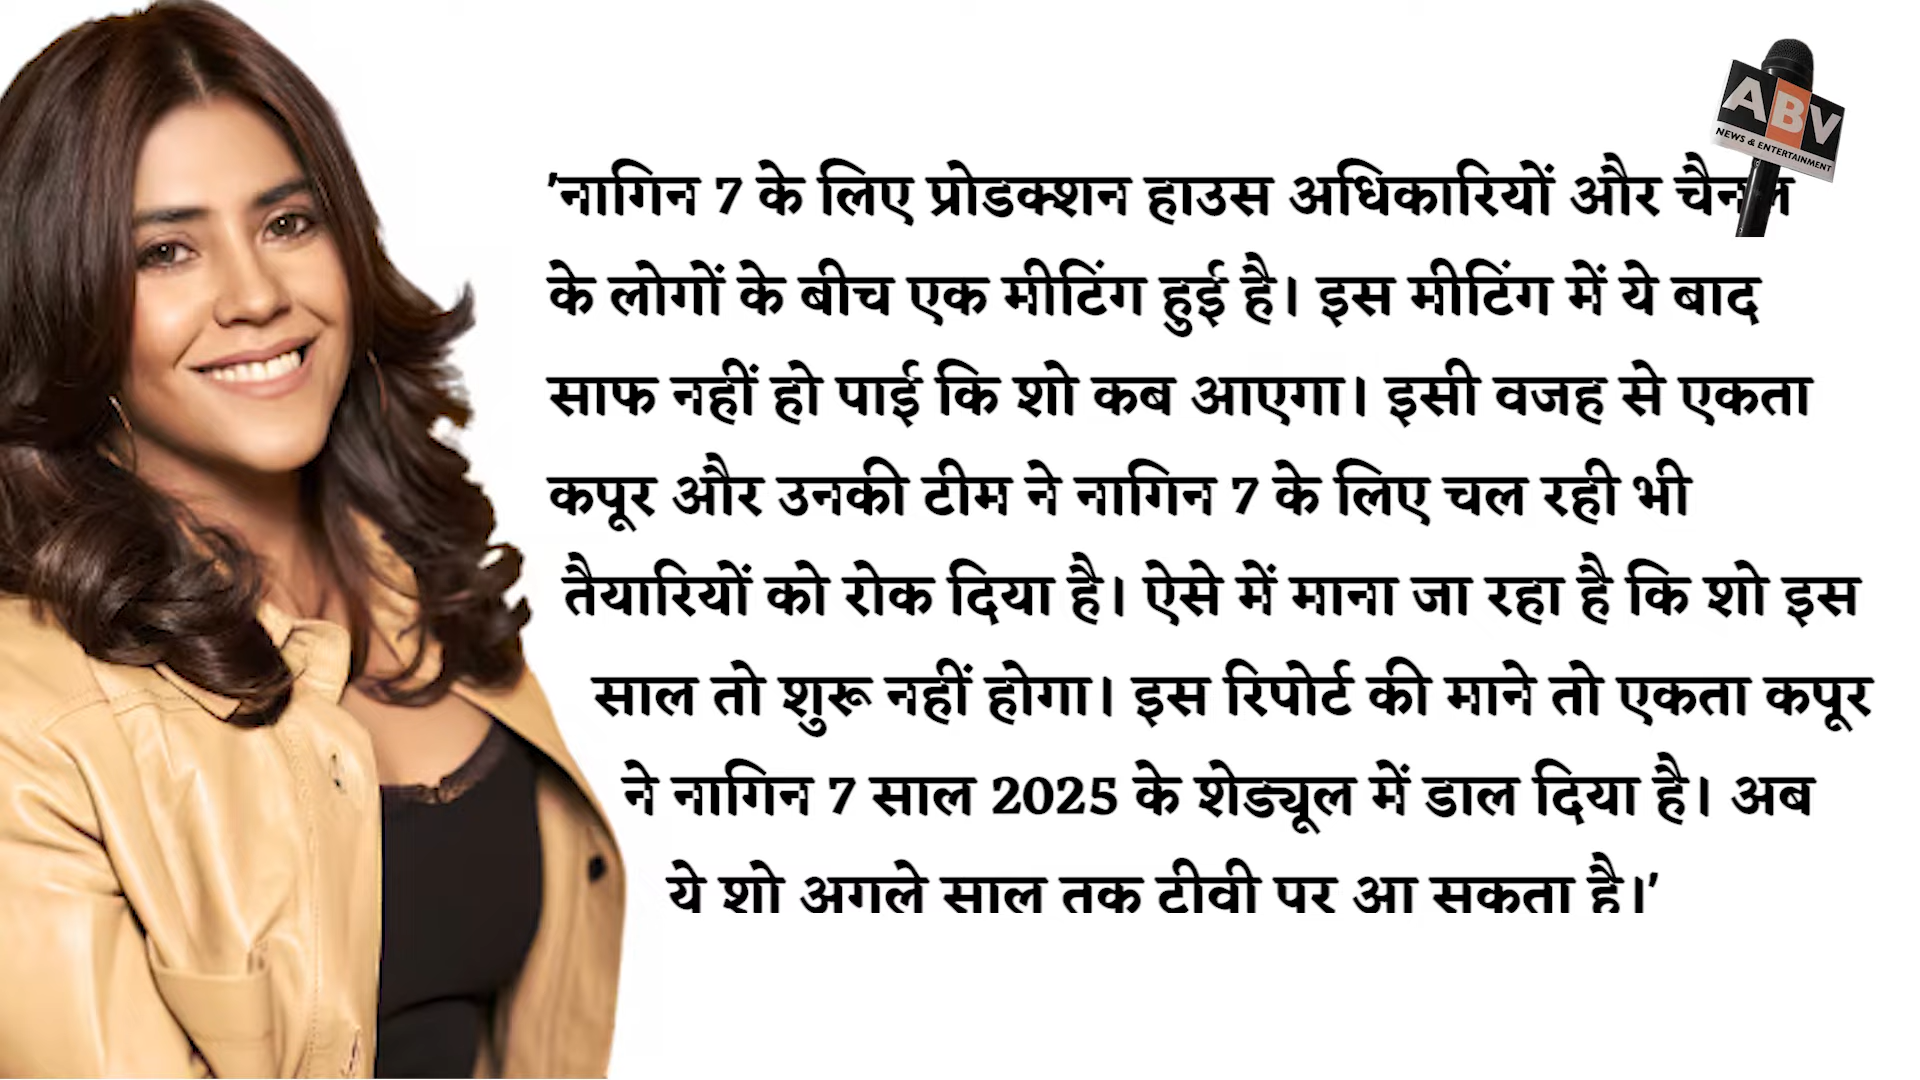 ABV
NEWS & ENTERTAINMENT
'नागिन 7 के लिए प्रोडक्शन हाउस अधिकारियों और चैनल
के लोगों के बीच एक मीटिंग हुई है। इस मीटिंग में ये बाद
साफ नहीं हो पाई कि शो कब आएगा। इसी वजह से एकता
कपूर और उनकी टीम ने नागिन 7 के लिए चल रही भी
तैयारियों को रोक दिया है। ऐसे में माना जा रहा है कि शो इस
साल तो शुरू नहीं होगा। इस रिपोर्ट की माने तो एकता कपूर
ने नागिन 7 साल 2025 के शेड्यूल में डाल दिया है। अब
ये शो अगले साल तक टीवी पर आ सकता है।'